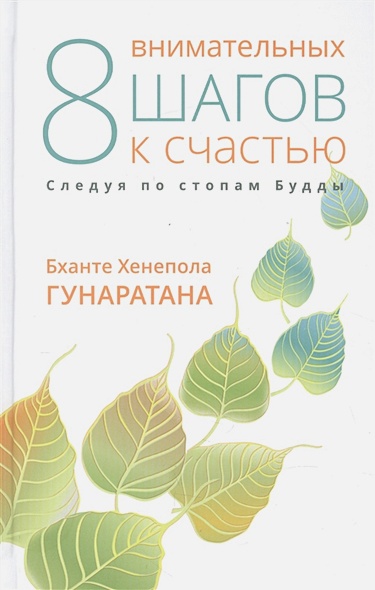 8 внимательных
ШАГОВ
к счастью
Следуя по стопам Будды
Бханте Хенепола
ГУНАРАТАНА